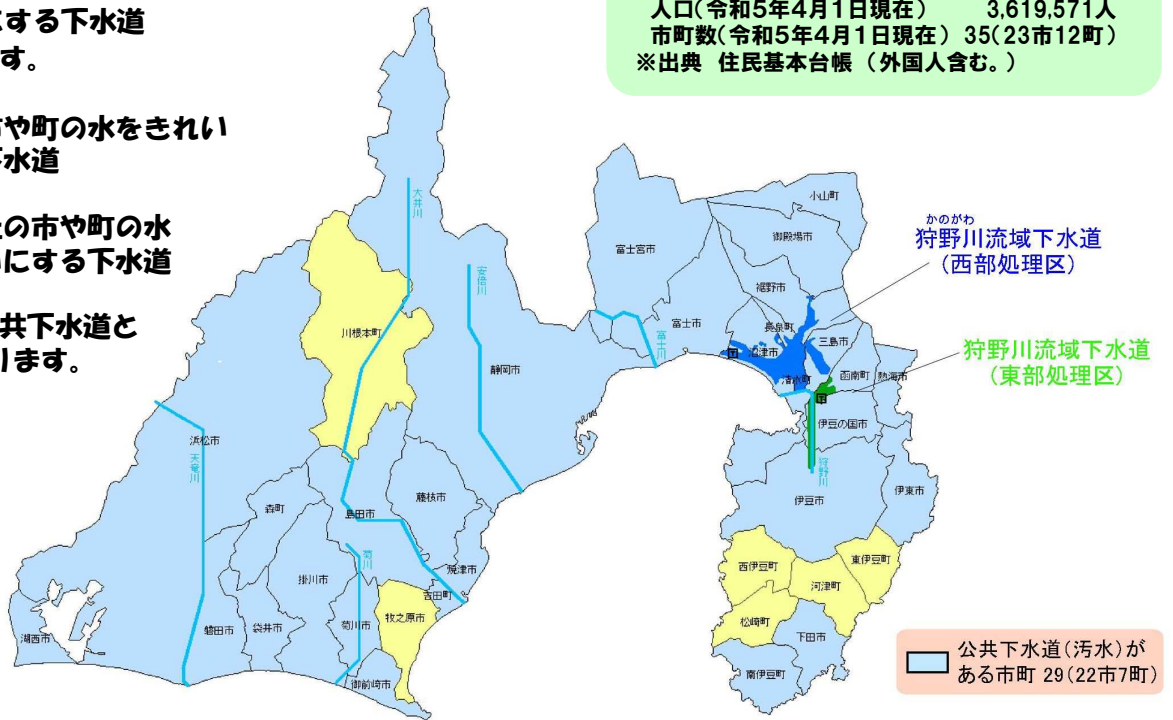 する下水道
す。
や町の水をきれい
下水道
の市や町の水
にする下水道
共下水道と
ります。
人口(令和5年4月1日現在) 3,619,571人
市町数(令和5年4月1日現在) 35(23市12町)
※出典 住民基本台帳 (外国人含む。)
小山町
御殿場市
富士宮市
裾野市
かのがわ
狩野川流域下水道
(西部処理区)
大井川
安倍川
富士川
川根本町
静岡市
富士市
長泉町
沼津市
三島市
清水町
函南町
熱海市
狩野川流域下水道
(東部処理区)
伊豆の国市
狩野川
浜松市
天竜川
伊豆市
伊東市
森町
島田市
藤枝市
菊川
焼津市
掛川市
吉田町
牧之原市
西伊豆町
東伊豆町
河津町
松崎町
湖西市
磐田市
袋井市
菊川市
御前崎市
下田市
南伊豆町
公共下水道(汚水)が
ある市町 29(22市7町)